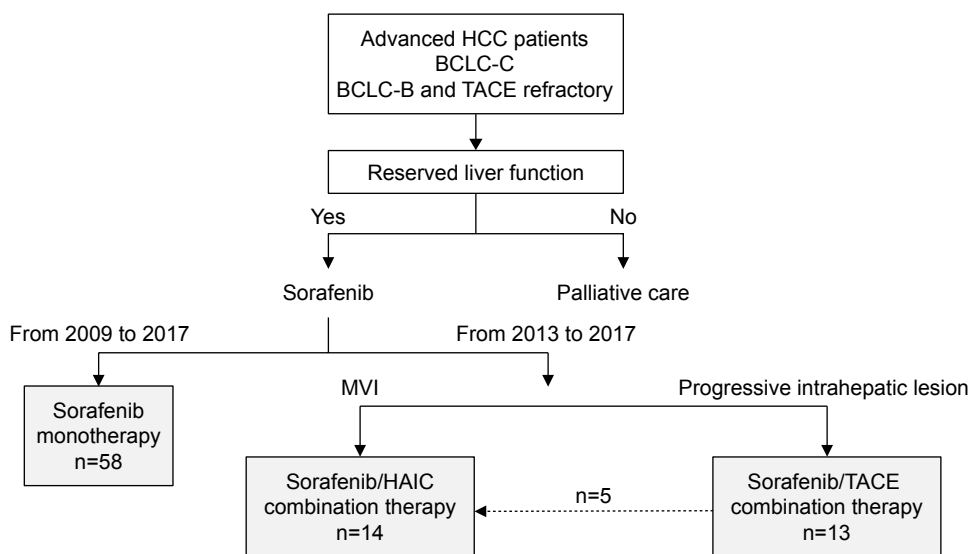 Advanced HCC patients
BCLC-C
BCLC-B and TACE refractory
Reserved liver function
Yes
No
Sorafenib
Palliative care
From 2009 to 2017
From 2013 to 2017
MVI
Progressive intrahepatic lesion
Sorafenib
monotherapy
n=58
Sorafenib/HAIC
combination therapy
n=14
n=5
Sorafenib/TACE
combination therapy
n=13